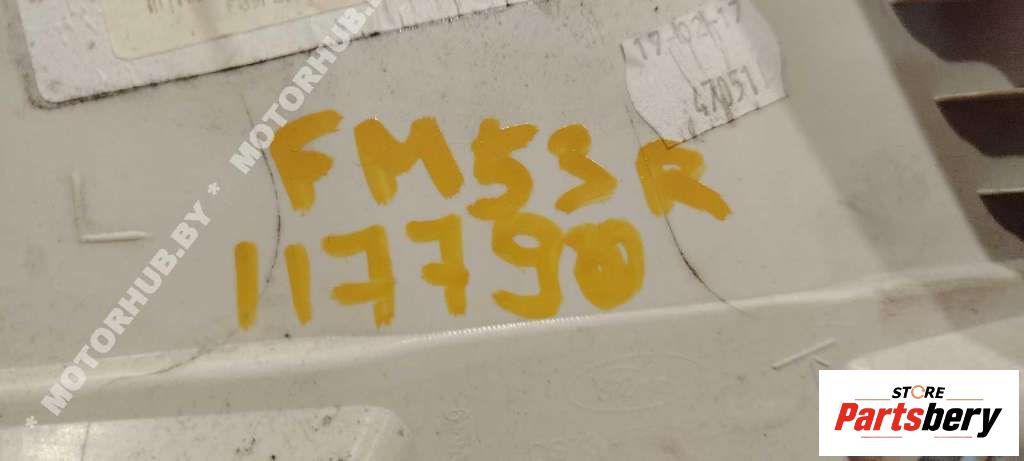 17-02-17
47051
FM53R
117790
* MOTORHUB.BY * MOTORHUB.BY
STORE
Partsbery